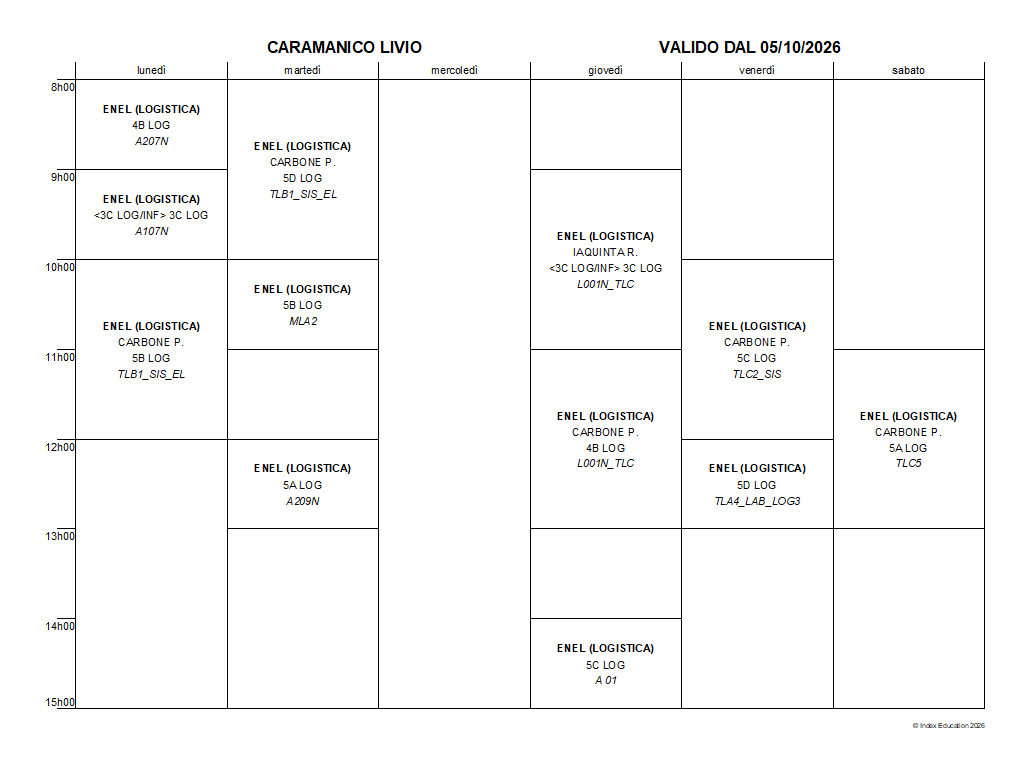 CARAMANICO LIVIO
VALIDO DAL 05/10/2026
lunedì
martedì
mercoledì
giovedì
venerdì
sabato
8h00
9h00
10h00
11h00
12h00
13h00
14h00
15h00
ENEL (LOGISTICA)
4B LOG
A207N
ENEL (LOGISTICA)
<3C LOG/INF> 3C LOG
A107N
ENEL (LOGISTICA)
CARBONE P.
5B LOG
TLB1_SIS_EL
ENEL (LOGISTICA)
CARBONE P.
5D LOG
TLB1_SIS_EL
ENEL (LOGISTICA)
5B LOG
MLA2
ENEL (LOGISTICA)
5A LOG
A209N
ENEL (LOGISTICA)
IAQUINTA R.
<3C LOG/INF> 3C LOG
L001N_TLC
ENEL (LOGISTICA)
CARBONE P.
4B LOG
L001N_TLC
ENEL (LOGISTICA)
5C LOG
A 01
ENEL (LOGISTICA)
CARBONE P.
5C LOG
TLC2_SIS
ENEL (LOGISTICA)
5D LOG
TLA4_LAB_LOG3
ENEL (LOGISTICA)
CARBONE P.
5A LOG
TLC5
© Index Education 2026